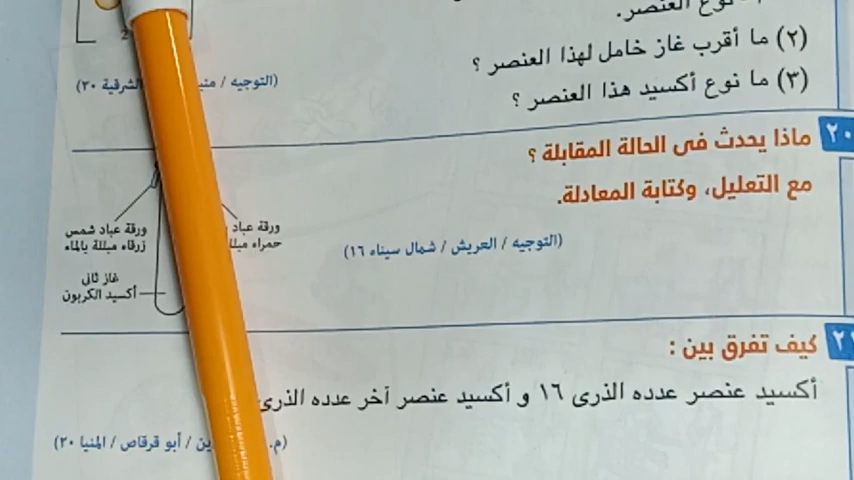 نوع العنصر.
(٢) ما أقرب غاز خامل لهذا العنصر ؟
(٣) ما نوع أكسيد هذا العنصر ؟
(التوجيه / الشرقية ٢٠)
٢٠ ماذا يحدث فى الحالة المقابلة ؟
مع التعليل، وكتابة المعادلة.
ورقة عباد
حمراء
ورقة عباد شمس
زرقاء مبللة بالماء
(التوجيه / العريش / شمال سيناء ١٦)
غاز ثانى
أكسيد الكربون
كيف تفرق بين :
أكسيد عنصر عدده الذرى ١٦ و أكسيد عنصر آخر عدده الذرى
(م. ين / أبو قرقاص / المنيا ٢٠)